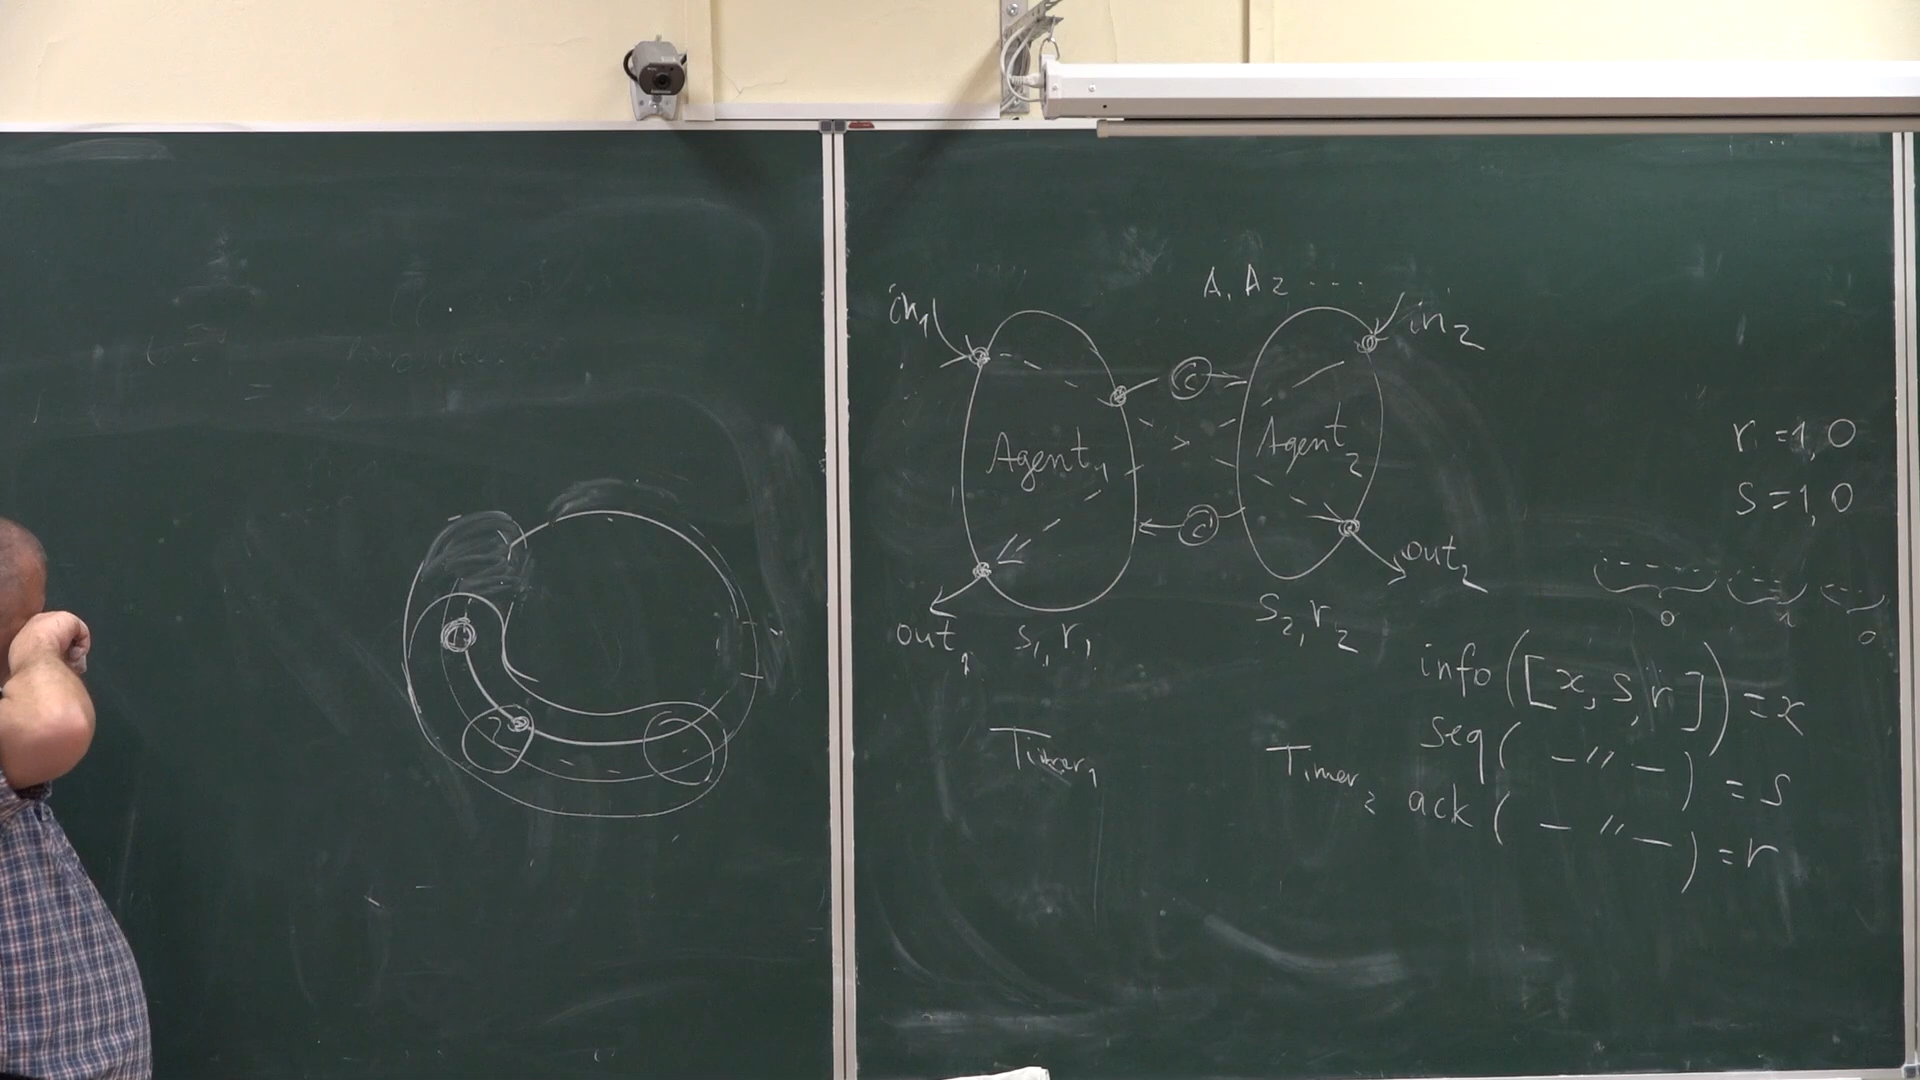 1
2
A, A2 ....
in1
in2
c
Agent1
Agent2
c
out2
out1
s1, r1
s2, r2
Timer1
Timer2
r = 1, 0
s = 1, 0
0 1 0
info([x, s, r]) = x
seq( -"- ) = s
ack( -"- ) = r